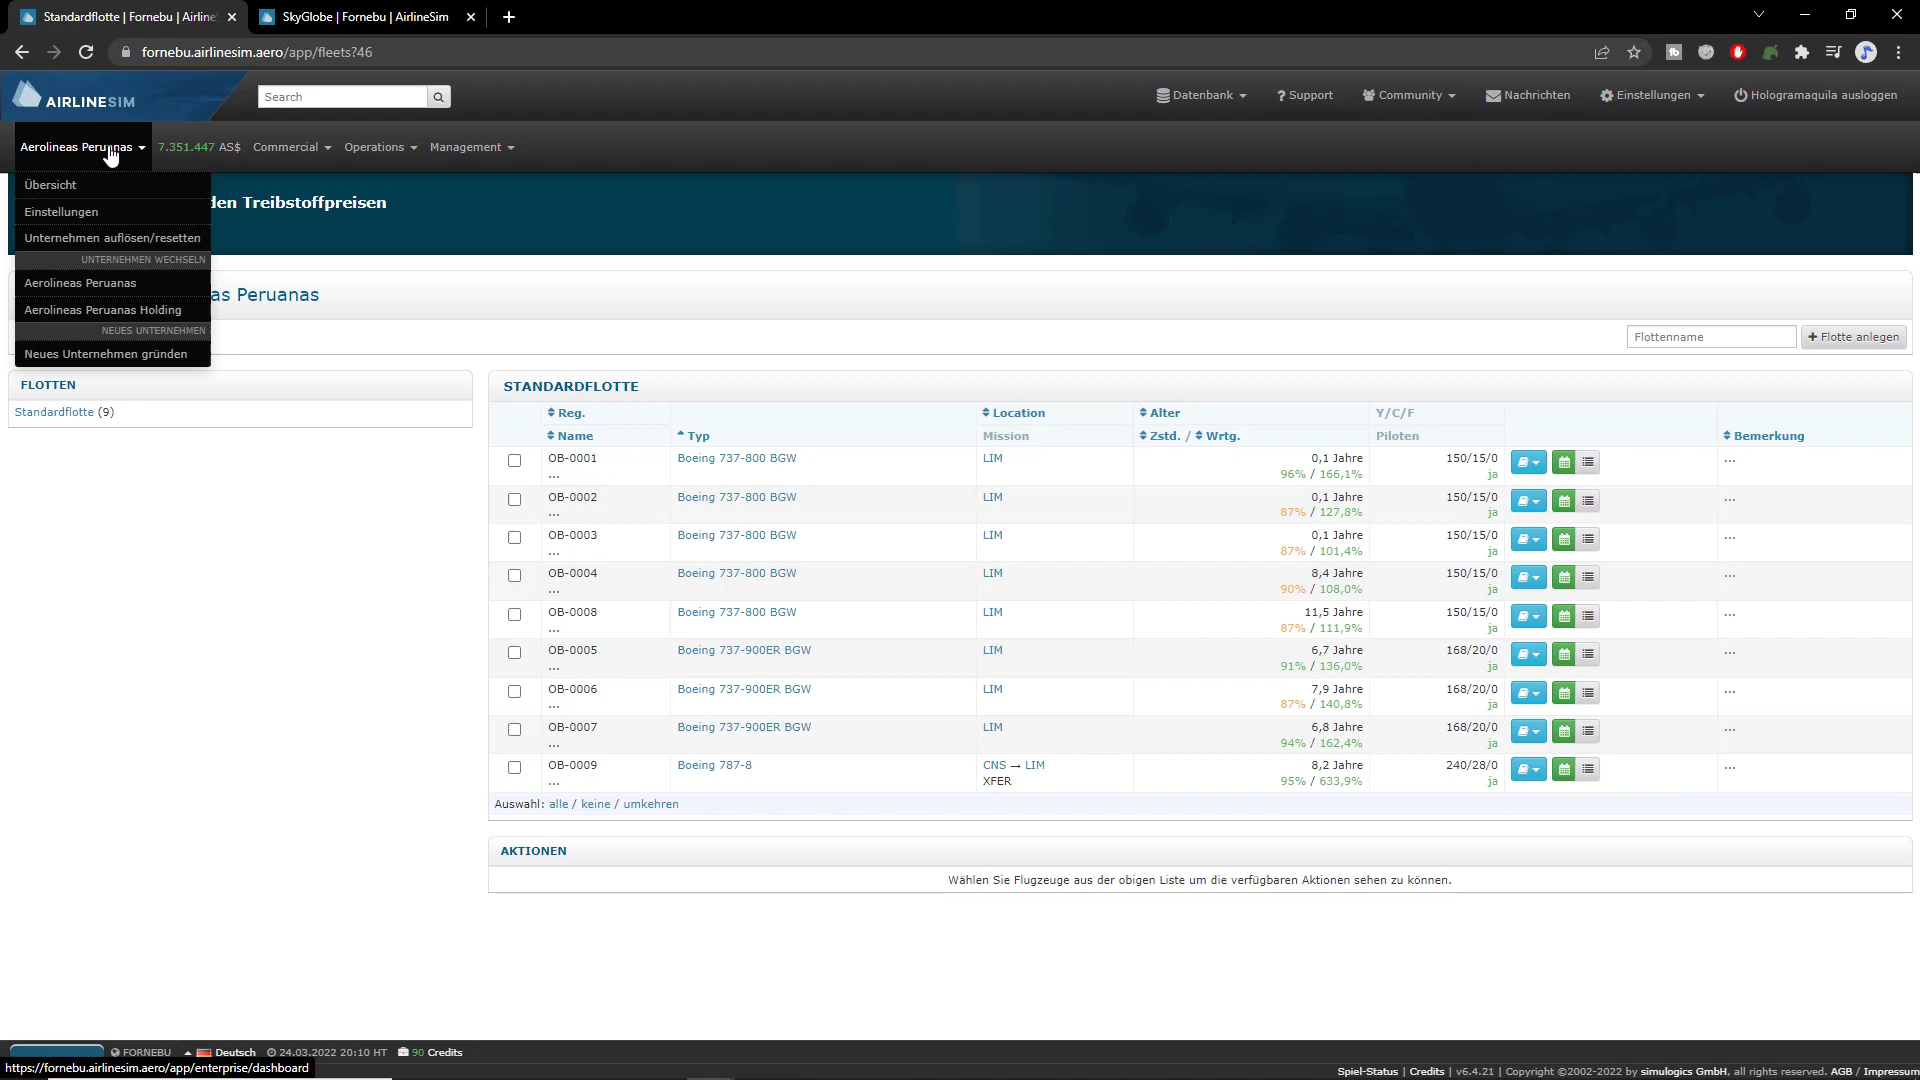 Standardflotte | Fornebu | Airline
SkyGlobe | Fornebu | AirlineSim
fornebu.airlinesim.aero/app/fleets?46
AIRLINESIM
Search
Datenbank
? Support
Community
Nachrichten
Einstellungen
Hologramaquila ausloggen
Aerolineas Peruanas
7.351.447 AS$
Commercial
Operations
Management
Übersicht
Einstellungen
Unternehmen auflösen/resetten
UNTERNEHMEN WECHSELN
Aerolineas Peruanas
Aerolineas Peruanas Holding
NEUES UNTERNEHMEN
Neues Unternehmen gründen
den Treibstoffpreisen
as Peruanas
Flottenname
+ Flotte anlegen
FLOTTEN
Standardflotte (9)
STANDARDFLOTTE
Reg. Location Alter Y/C/F
Name Typ Mission Zstd. / Wrtg. Piloten Bemerkung
OB-0001 Boeing 737-800 BGW LIM 0,1 Jahre 150/15/0 ...
... 96% / 166,1% ja
OB-0002 Boeing 737-800 BGW LIM 0,1 Jahre 150/15/0 ...
... 87% / 127,8% ja
OB-0003 Boeing 737-800 BGW LIM 0,1 Jahre 150/15/0 ...
... 87% / 101,4% ja
OB-0004 Boeing 737-800 BGW LIM 8,4 Jahre 150/15/0 ...
... 90% / 108,0% ja
OB-0008 Boeing 737-800 BGW LIM 11,5 Jahre 150/15/0 ...
... 87% / 111,9% ja
OB-0005 Boeing 737-900ER BGW LIM 6,7 Jahre 168/20/0 ...
... 91% / 136,0% ja
OB-0006 Boeing 737-900ER BGW LIM 7,9 Jahre 168/20/0 ...
... 87% / 140,8% ja
OB-0007 Boeing 737-900ER BGW LIM 6,8 Jahre 168/20/0 ...
... 94% / 162,4% ja
OB-0009 Boeing 787-8 CNS → LIM 8,2 Jahre 240/28/0 ...
... XFER 95% / 633,9% ja
Auswahl: alle / keine / umkehren
AKTIONEN
Wählen Sie Flugzeuge aus der obigen Liste um die verfügbaren Aktionen sehen zu können.
FORNEBU Deutsch 24.03.2022 20:10 HT 90 Credits
https://fornebu.airlinesim.aero/app/enterprise/dashboard
Spiel-Status | Credits | v6.4.21 | Copyright ©2002-2022 by simulogics GmbH, all rights reserved. AGB / Impressum